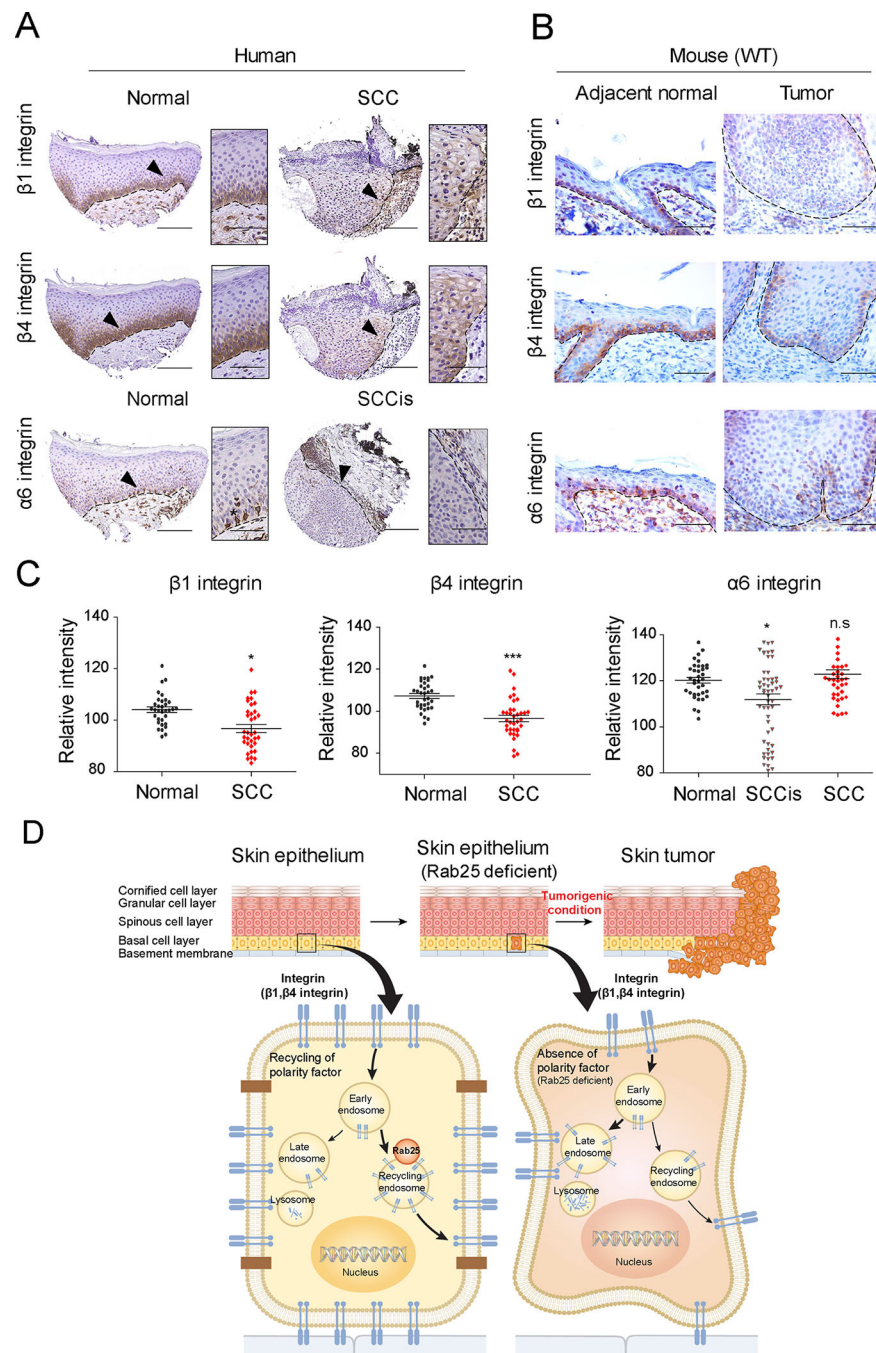 A
Human
Normal
SCC
β1 integrin
β4 integrin
Normal
SCCis
α6 integrin
B
Mouse (WT)
Adjacent normal
Tumor
β1 integrin
β4 integrin
α6 integrin
C
β1 integrin
Relative intensity
140
120
100
80
*
Normal
SCC
β4 integrin
Relative intensity
140
120
100
80
***
Normal
SCC
α6 integrin
Relative intensity
160
140
120
100
80
*
n.s
Normal
SCCis
SCC
D
Skin epithelium
Skin epithelium
(Rab25 deficient)
Skin tumor
Cornified cell layer
Granular cell layer
Spinous cell layer
Basal cell layer
Basement membrane
Tumorigenic
condition
Integrin
(β1,β4 integrin)
Integrin
(β1,β4 integrin)
Recycling of
polarity factor
Early
endosome
Late
endosome
Rab25
Recycling
endosome
Lysosome
Nucleus
Absence of
polarity factor
(Rab25 deficient)
Early
endosome
Late
endosome
Recycling
endosome
Lysosome
Nucleus